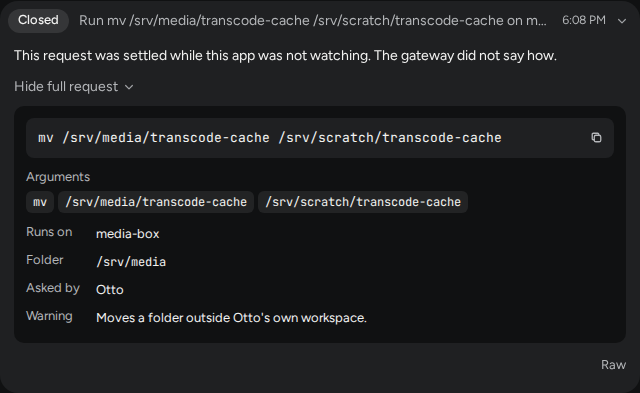 Closed Run mv /srv/media/transcode-cache /srv/scratch/transcode-cache on m... 6:08 PM
This request was settled while this app was not watching. The gateway did not say how.
Hide full request
mv /srv/media/transcode-cache /srv/scratch/transcode-cache
Arguments
mv /srv/media/transcode-cache /srv/scratch/transcode-cache
Runs on media-box
Folder /srv/media
Asked by Otto
Warning Moves a folder outside Otto's own workspace.
Raw